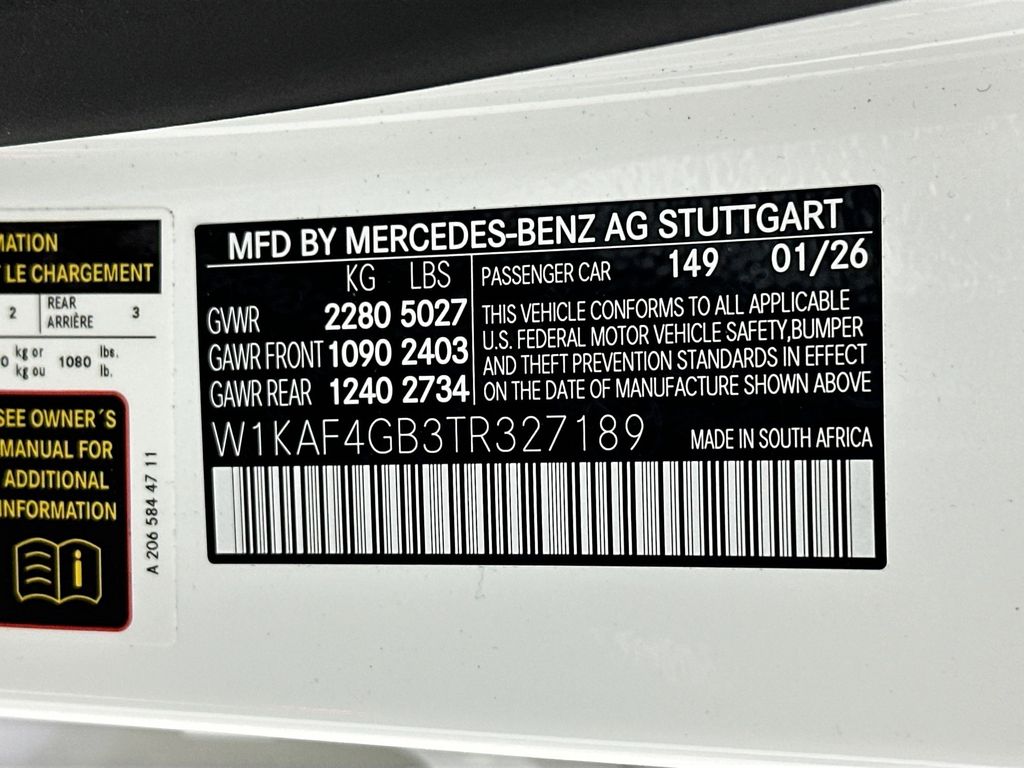 MATION
T LE CHARGEMENT
2 REAR 3
ARRIÈRE
0 kg or 1080 lbs.
kg ou lb.
SEE OWNER´S
MANUAL FOR
ADDITIONAL
INFORMATION
i
A 206 584 47 11
MFD BY MERCEDES-BENZ AG STUTTGART
KG LBS
GVWR 2280 5027
GAWR FRONT 1090 2403
GAWR REAR 1240 2734
PASSENGER CAR 149 01/26
THIS VEHICLE CONFORMS TO ALL APPLICABLE
U.S. FEDERAL MOTOR VEHICLE SAFETY,BUMPER
AND THEFT PREVENTION STANDARDS IN EFFECT
ON THE DATE OF MANUFACTURE SHOWN ABOVE
W1KAF4GB3TR327189 MADE IN SOUTH AFRICA